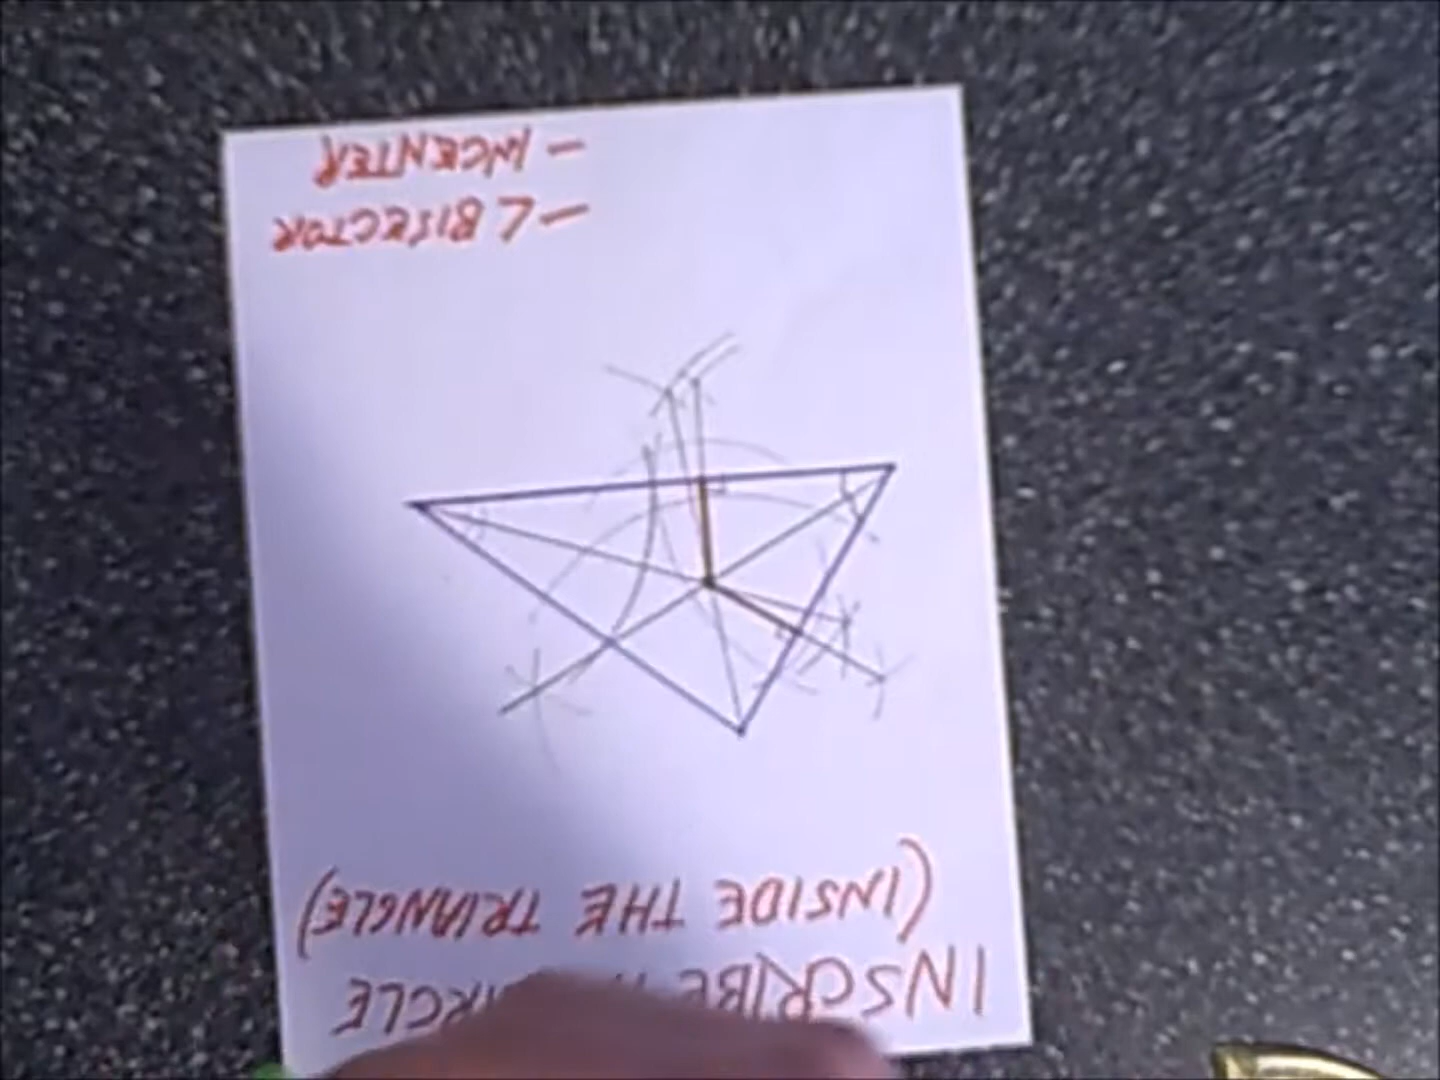 INSCRIBE CIRCLE
(INSIDE THE TRIANGLE)
- ∠ BISECTOR
- INCENTER